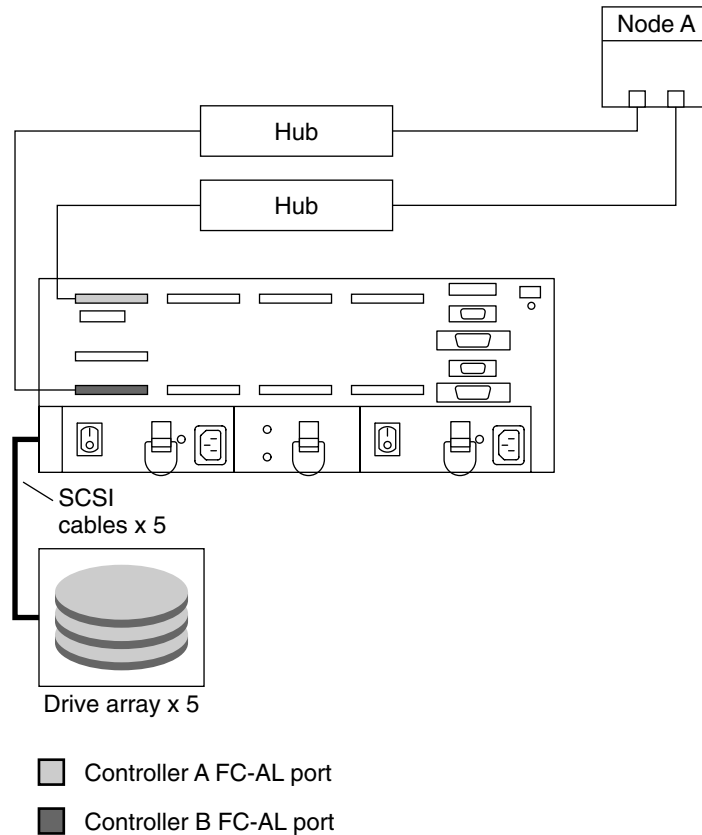 Node A
Hub
Hub
SCSI
cables x 5
Drive array x 5
Controller A FC-AL port
Controller B FC-AL port